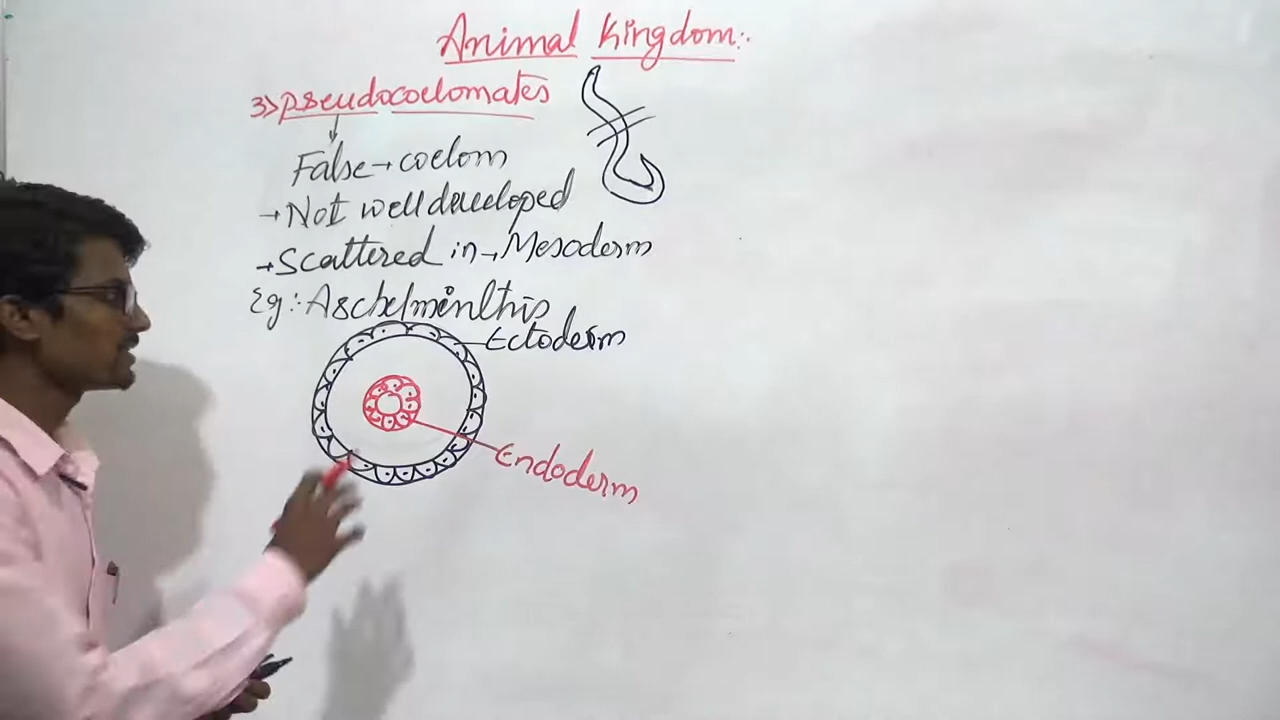 Animal Kingdom:.
3> pseudocoelomates
False → coelom
→ Not well developed
→ Scattered in → Mesoderm
Eg:- Aschelminthis
Ectoderm
Endoderm